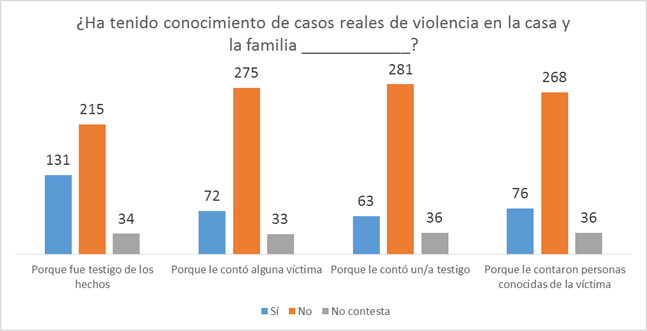 ¿Ha tenido conocimiento de casos reales de violencia en la casa y
la familia ____________?
131
215
34
72
275
33
63
281
36
76
268
36
Porque fue testigo de los
hechos
Porque le contó alguna víctima
Porque le contó un/a testigo
Porque le contaron personas
conocidas de la víctima
Sí No No contesta